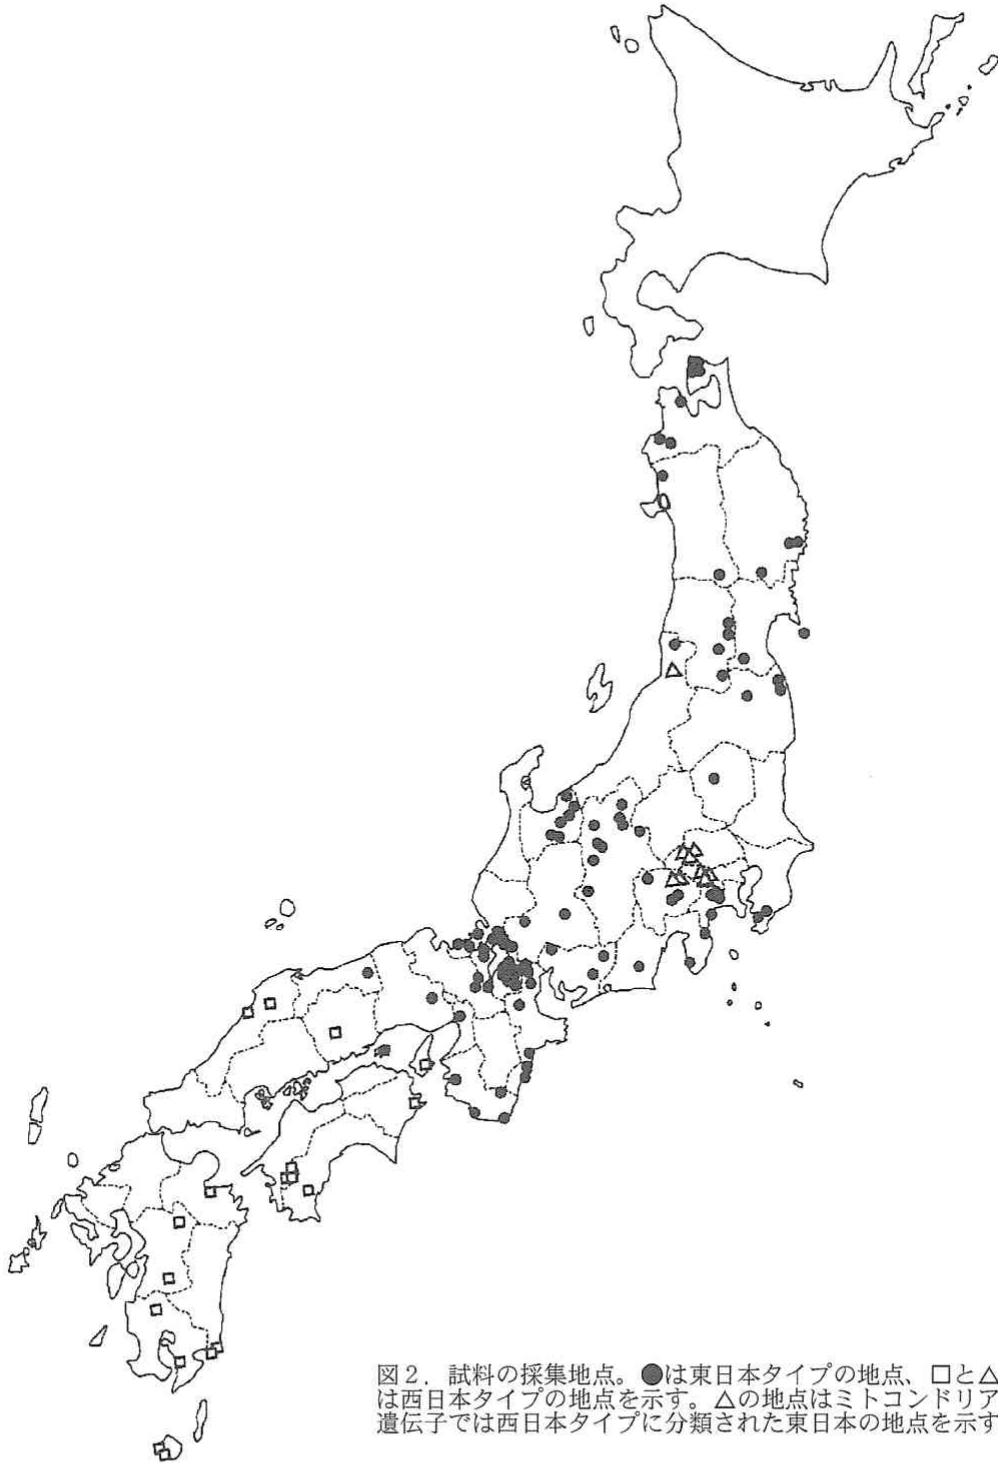 図２．試料の採集地点。●は東日本タイプの地点、□と△
は西日本タイプの地点を示す。△の地点はミトコンドリア
遺伝子では西日本タイプに分類された東日本の地点を示す